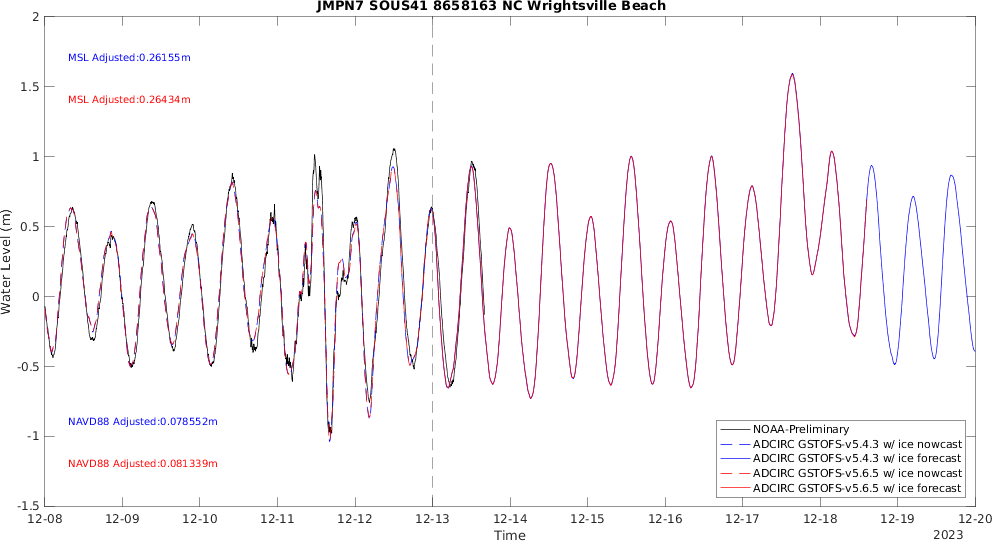 JMPN7 SOUS41 8658163 NC Wrightsville Beach
2
1.5
1
0.5
0
-0.5
-1
-1.5
Water Level (m)
MSL Adjusted:0.26155m
MSL Adjusted:0.26434m
NAVD88 Adjusted:0.078552m
NAVD88 Adjusted:0.081339m
NOAA-Preliminary
ADCIRC GSTOFS-v5.4.3 w/ ice nowcast
ADCIRC GSTOFS-v5.4.3 w/ ice forecast
ADCIRC GSTOFS-v5.6.5 w/ ice nowcast
ADCIRC GSTOFS-v5.6.5 w/ ice forecast
12-08 12-09 12-10 12-11 12-12 12-13 12-14 12-15 12-16 12-17 12-18 12-19 12-20
Time
2023